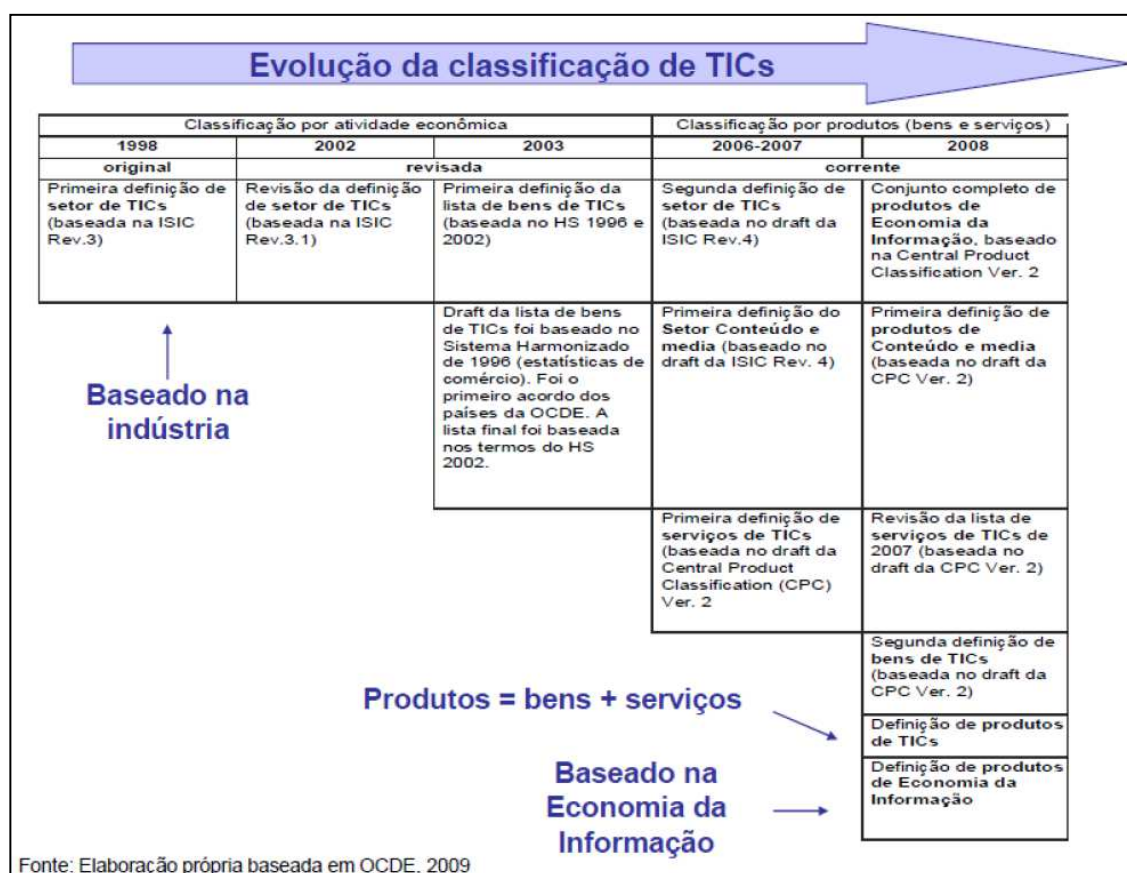 Evolução da classificação de TICs
Classificação por atividade econômica
Classificação por produtos (bens e serviços)
1998
2002
2003
2006-2007
2008
original
revisada
corrente
Primeira definição de
setor de TICs
(baseada na ISIC
Rev.3)
Revisão da definição
de setor de TICs
(baseada na ISIC
Rev.3.1)
Primeira definição da
lista de bens de TICs
(baseada no HS 1996 e
2002)
Segunda definição de
setor de TICs
(baseada no draft da
ISIC Rev.4)
Conjunto completo de
produtos de
Economia da
Informação, baseado
na Central Product
Classification Ver. 2
Draft da lista de bens
de TICs foi baseado no
Sistema Harmonizado
de 1996 (estatísticas de
comércio). Foi o
primeiro acordo dos
países da OCDE. A
lista final foi baseada
nos termos do HS
2002.
Primeira definição do
Setor Conteúdo e
media (baseado no
draft da ISIC Rev. 4)
Primeira definição de
produtos de
Conteúdo e media
(baseada no draft da
CPC Ver. 2)
Baseado na
indústria
Primeira definição de
serviços de TICs
(baseada no draft da
Central Product
Classification (CPC)
Ver. 2
Revisão da lista de
serviços de TICs de
2007 (baseada no
draft da CPC Ver. 2)
Segunda definição de
bens de TICs
(baseada no draft da
CPC Ver. 2)
Produtos = bens + serviços
Definição de produtos
de TICs
Baseado na
Economia da
Informação
Definição de produtos
de Economia da
Informação
Fonte: Elaboração própria baseada em OCDE, 2009